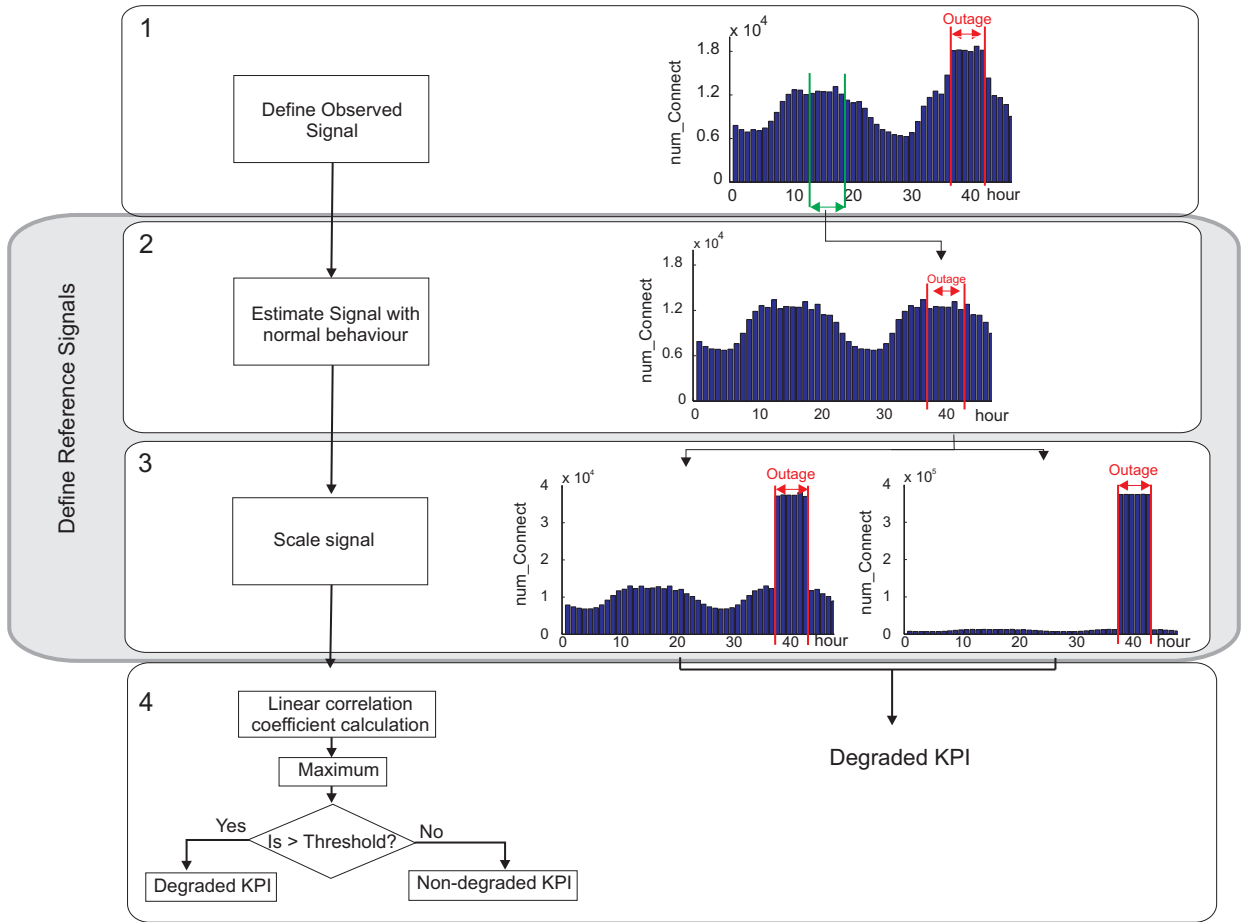 1
Define Observed
Signal
x 10^4
Outage
num_Connect
1.8
1.2
0.6
0
0 10 20 30 40 hour
Define Reference Signals
2
Estimate Signal with
normal behaviour
x 10^4
Outage
num_Connect
1.8
1.2
0.6
0
0 10 20 30 40 hour
3
Scale signal
x 10^4
Outage
num_Connect
4
3
2
1
0
0 10 20 30 40 hour
x 10^5
Outage
num_Connect
4
3
2
1
0
0 10 20 30 40 hour
4
Linear correlation
coefficient calculation
Maximum
Is > Threshold?
Yes
No
Degraded KPI
Non-degraded KPI
Degraded KPI